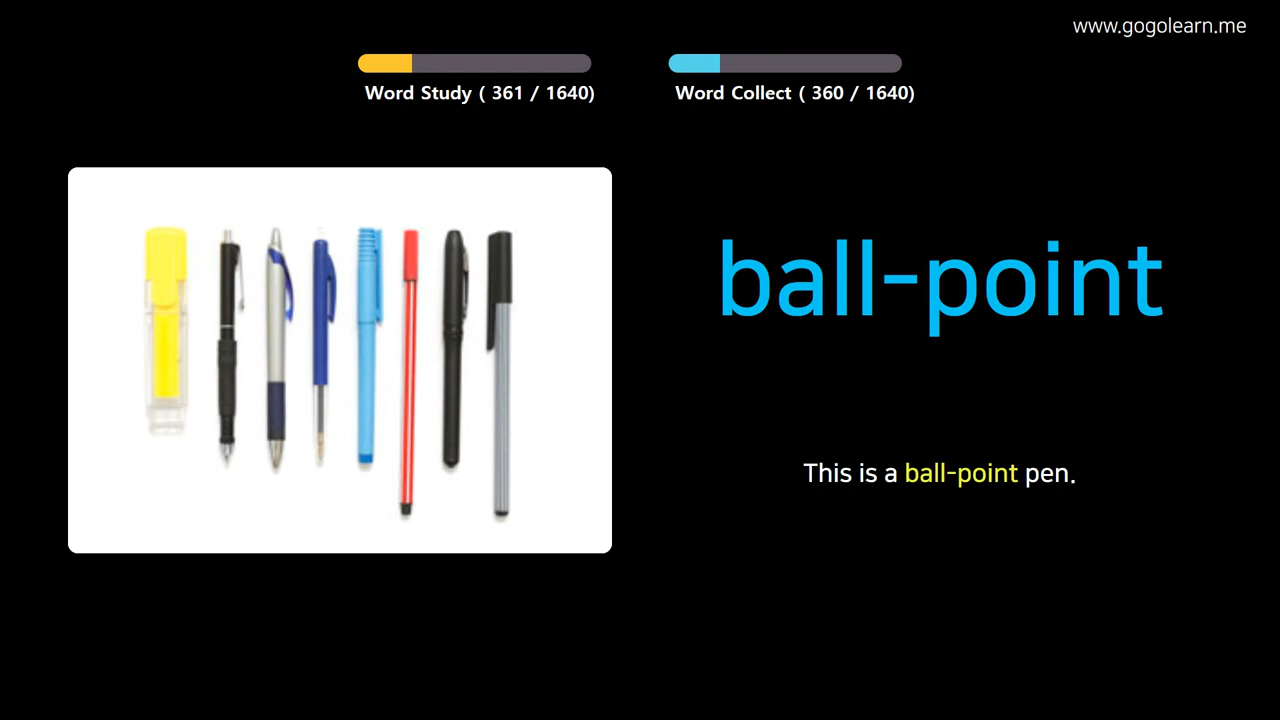 www.gogolearn.me
Word Study ( 361 / 1640)
Word Collect ( 360 / 1640)
ball-point
This is a ball-point pen.